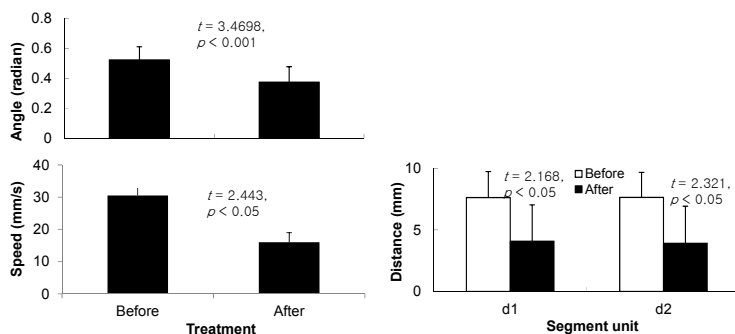 Angle (radian)
0.8
0.6
0.4
0.2
0
t = 3.4698,
p < 0.001
Speed (mm/s)
40
30
20
10
0
t = 2.443,
p < 0.05
Before
After
Treatment
Distance (mm)
10
5
0
Before
After
t = 2.168,
p < 0.05
t = 2.321,
p < 0.05
d1
d2
Segment unit